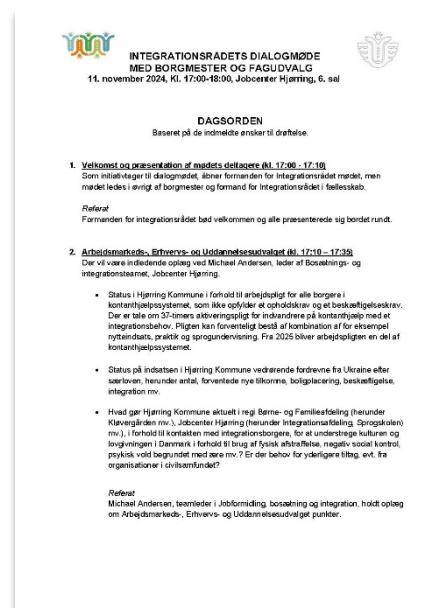 INTEGRATIONSRÅDETS DIALOGMØDE
MED BORGMESTER OG FAGUDVALG
11. november 2024, Kl. 17:00-18:00, Jobcenter Hjørring, 6. sal
DAGSORDEN
Baseret på de indmeldte ønsker til drøftelse.
1. Velkomst og præsentation af mødets deltagere (kl. 17:00 - 17:10)
Som initiativtager til dialogmødet, åbner formanden for Integrationsrådet mødet, men
mødet ledes i øvrigt af borgmester og formand for Integrationsrådet i fællesskab.
Referat
Formanden for integrationsrådet bød velkommen og alle præsenterede sig bordet rundt.
2. Arbejdsmarkeds-, Erhvervs- og Uddannelsesudvalget (kl. 17:10 – 17:35)
Der vil være indledende oplæg ved Michael Andersen, leder af Bosætnings- og
integrationsteamet, Jobcenter Hjørring.
• Status i Hjørring Kommune i forhold til arbejdspligt for alle borgere i
kontanthjælpssystemet, som ikke opfylder et opholdskrav og et beskæftigelseskrav.
Der er tale om 37-timers aktiveringspligt for indvandrere på kontanthjælp med et
integrationsbehov. Pligten kan forventeligt bestå af kombination af for eksempel
nytteindsats, praktik og sprogundervisning. Fra 2025 bliver arbejdspligten en del af
kontanthjælpssystemet.
• Status på indsatsen i Hjørring Kommune vedrørende fordrevne fra Ukraine efter
særloven, herunder antal, forventede nye tilkomne, boligplacering, beskæftigelse,
integration mv.
• Hvad gør Hjørring Kommune aktuelt i regi Børne- og Familieafdeling (herunder
Kløvergården mv.), Jobcenter Hjørring (herunder Integrationsafdeling, Sprogskolen)
mv.), i forhold til kontakten med integrationsborgere, for at understrege kulturen og
lovgivningen i Danmark i forhold til brug af fysisk afstraffelse, negativ social kontrol,
psykisk vold begrundet med ære mv.? Er der behov for yderligere tiltag, evt. fra
organisationer i civilsamfundet?
Referat
Michael Andersen, teamleder i Jobformidling, bosætning og integration, holdt oplæg
om Arbejdsmarkeds-, Erhvervs- og Uddannelsesudvalget punkter.